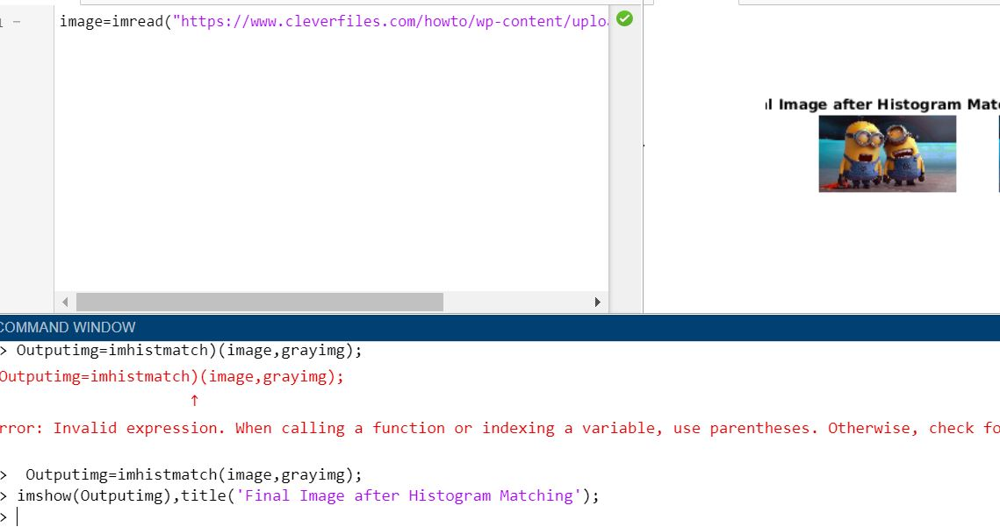 image=imread("https://www.cleverfiles.com/howto/wp-content/uplo
Image after Histogram
COMMAND WINDOW
> Outputimg=imhistmatch)(image,grayimg);
Outputimg=imhistmatch)(image,grayimg);
↑
rror: Invalid expression. When calling a function or indexing a variable, use parentheses. Otherwise, check fo
> Outputimg=imhistmatch(image,grayimg);
> imshow(Outputimg),title('Final Image after Histogram Matching');
>